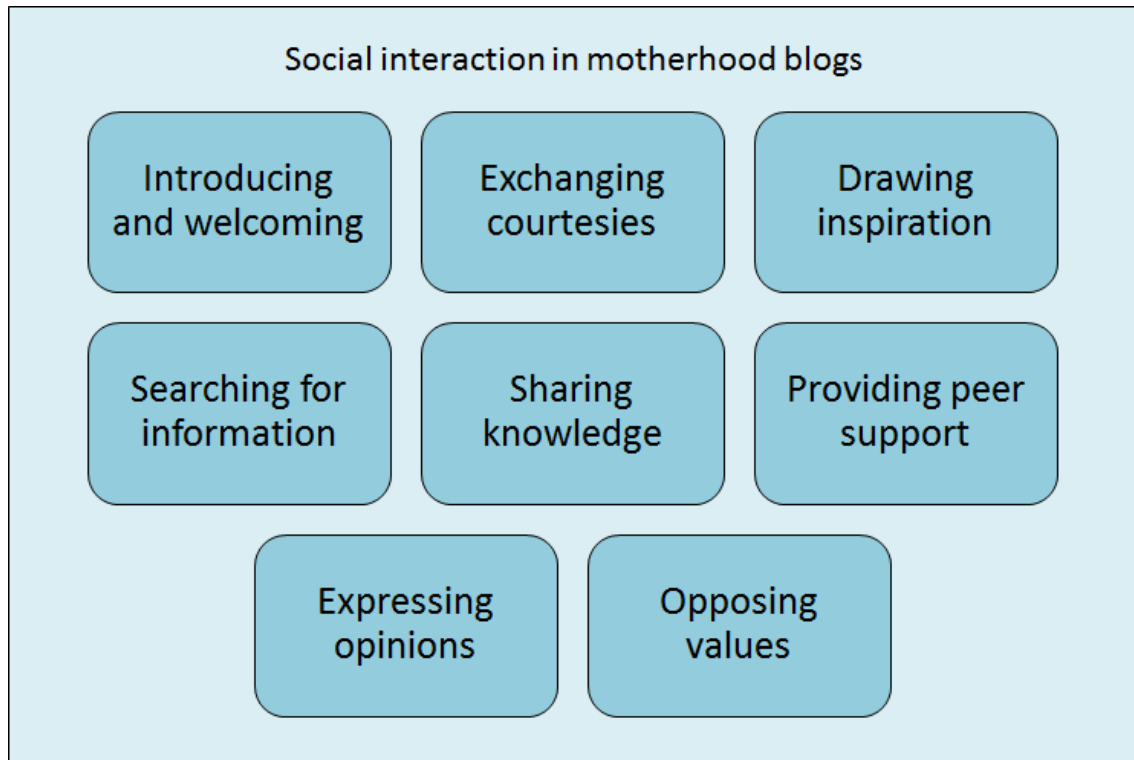 Social interaction in motherhood blogs
Introducing
and welcoming
Exchanging
courtesies
Drawing
inspiration
Searching for
information
Sharing
knowledge
Providing peer
support
Expressing
opinions
Opposing
values